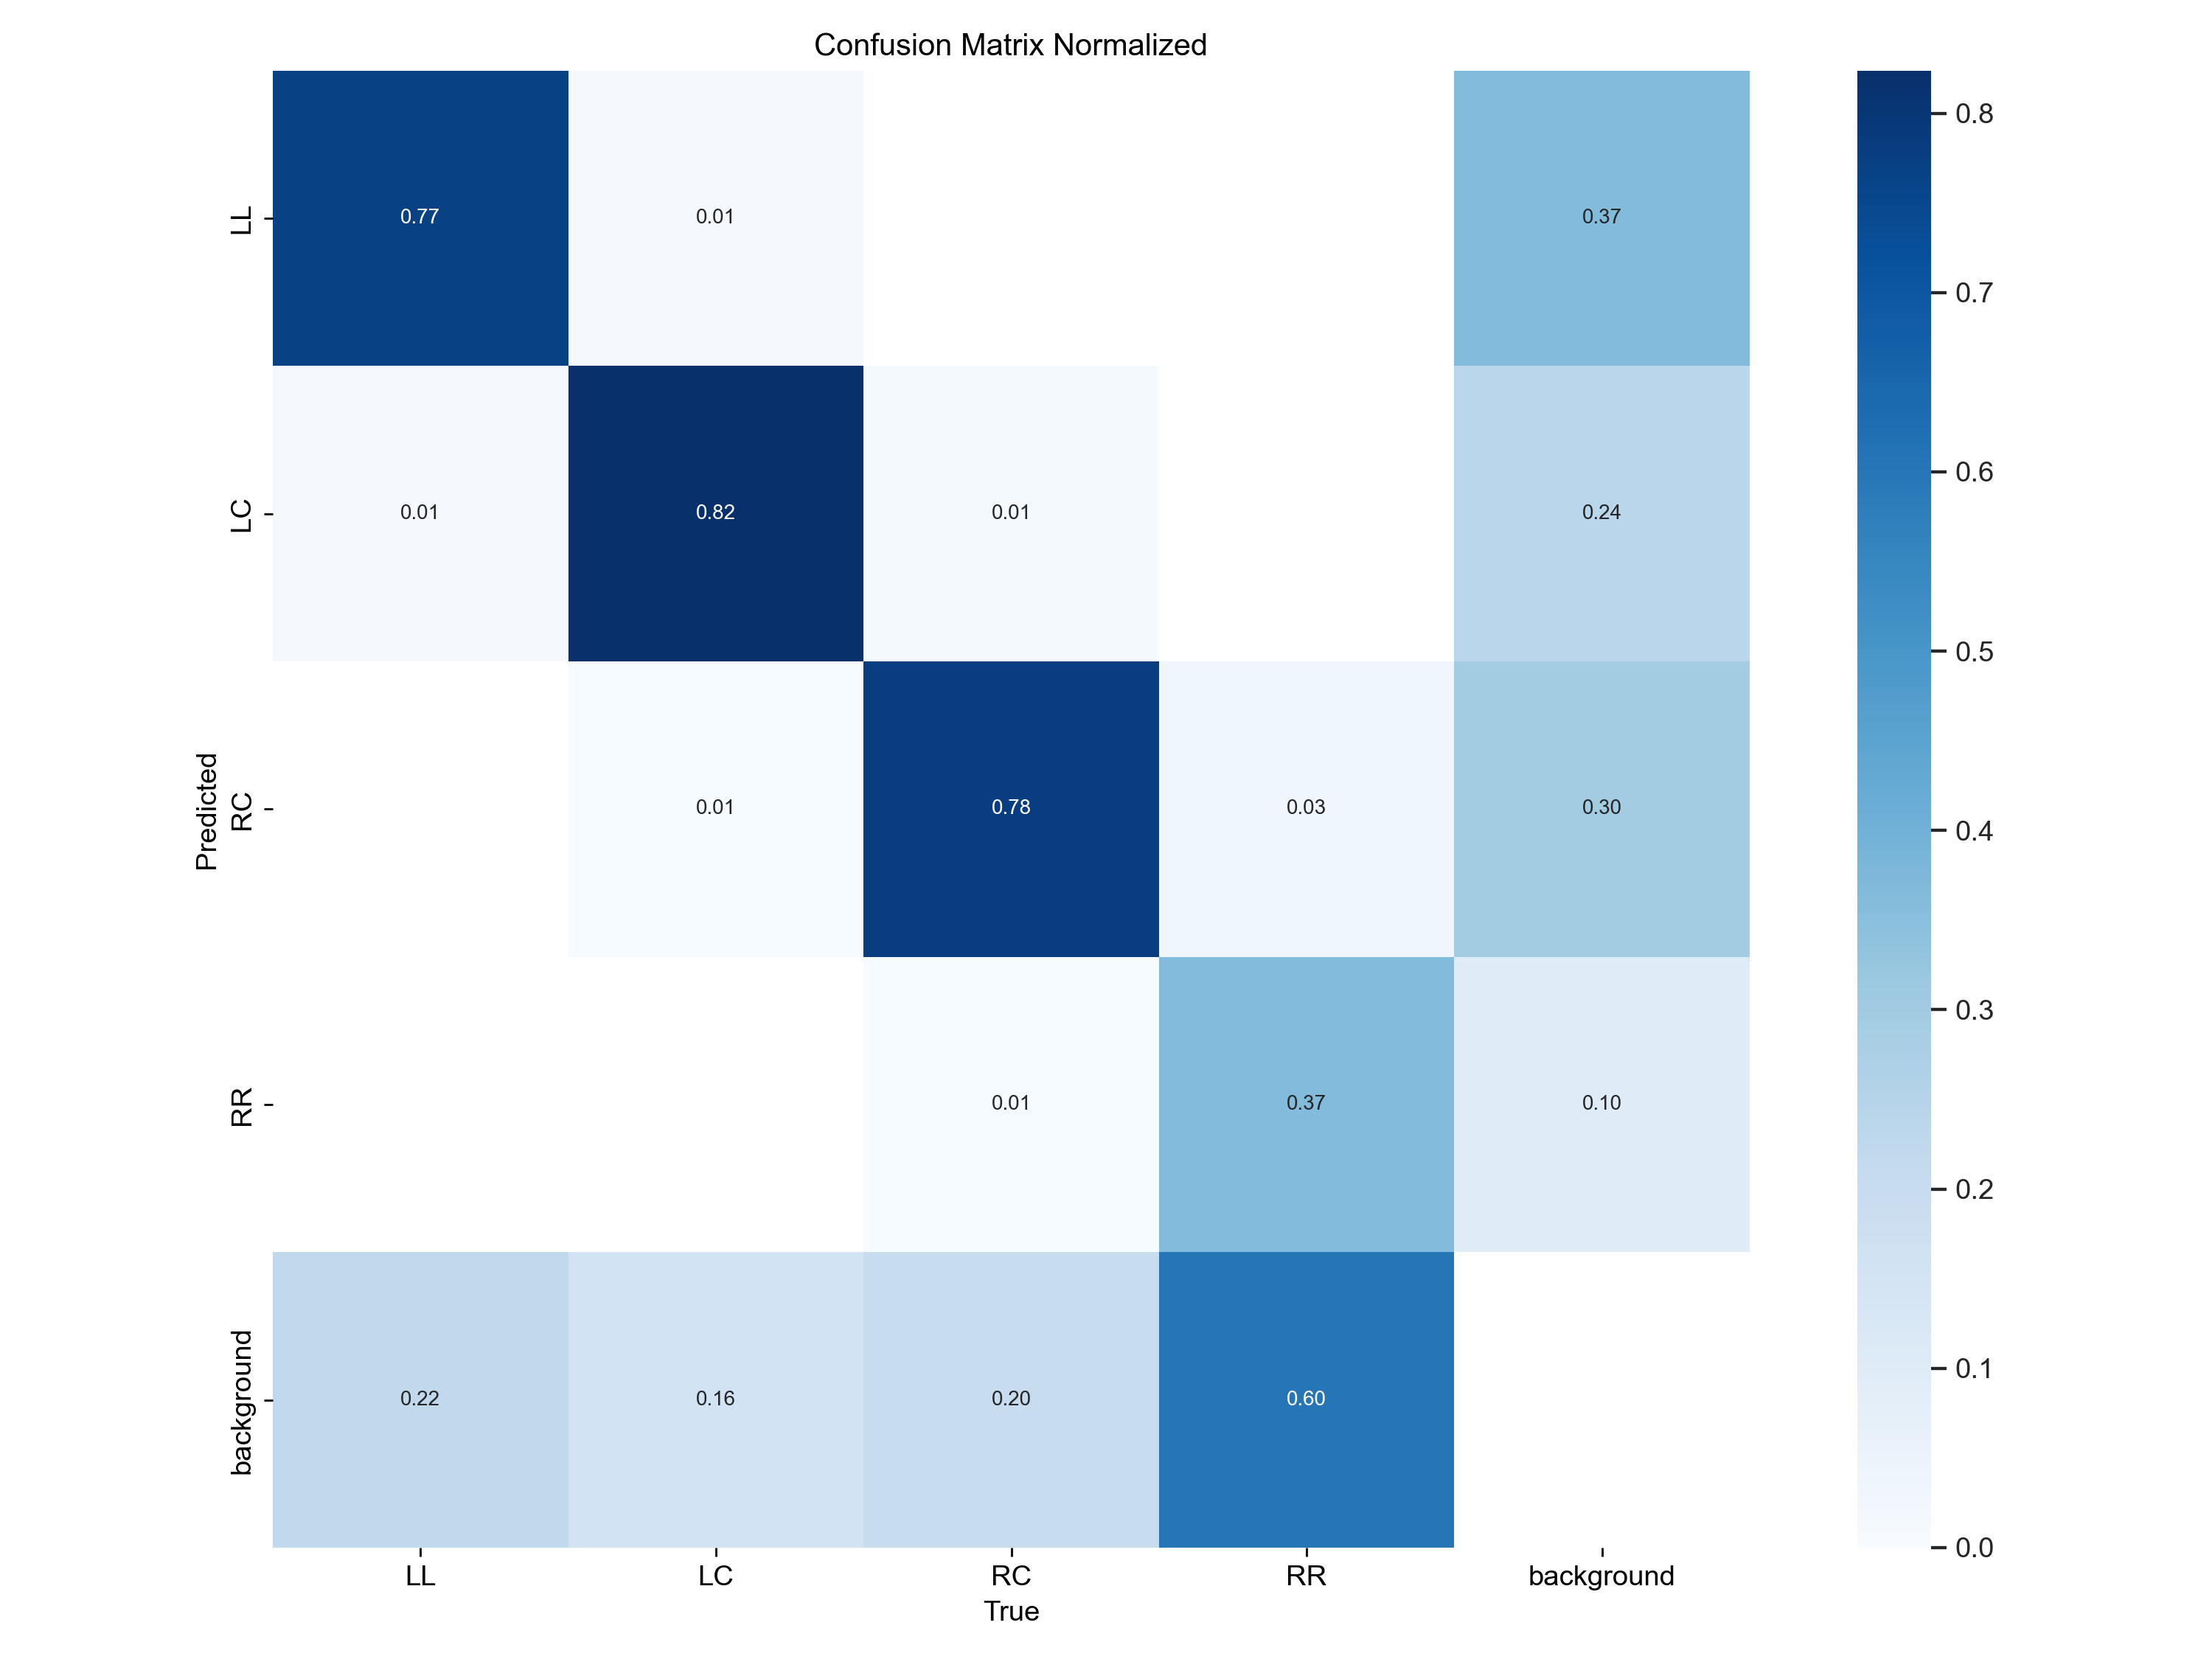 Confusion Matrix Normalized
LL 0.77 0.01 0.37
LC 0.01 0.82 0.01 0.24
RC 0.01 0.78 0.03 0.30
RR 0.01 0.37 0.10
background 0.22 0.16 0.20 0.60
Predicted
LL LC RC RR background
True
0.8
0.7
0.6
0.5
0.4
0.3
0.2
0.1
0.0